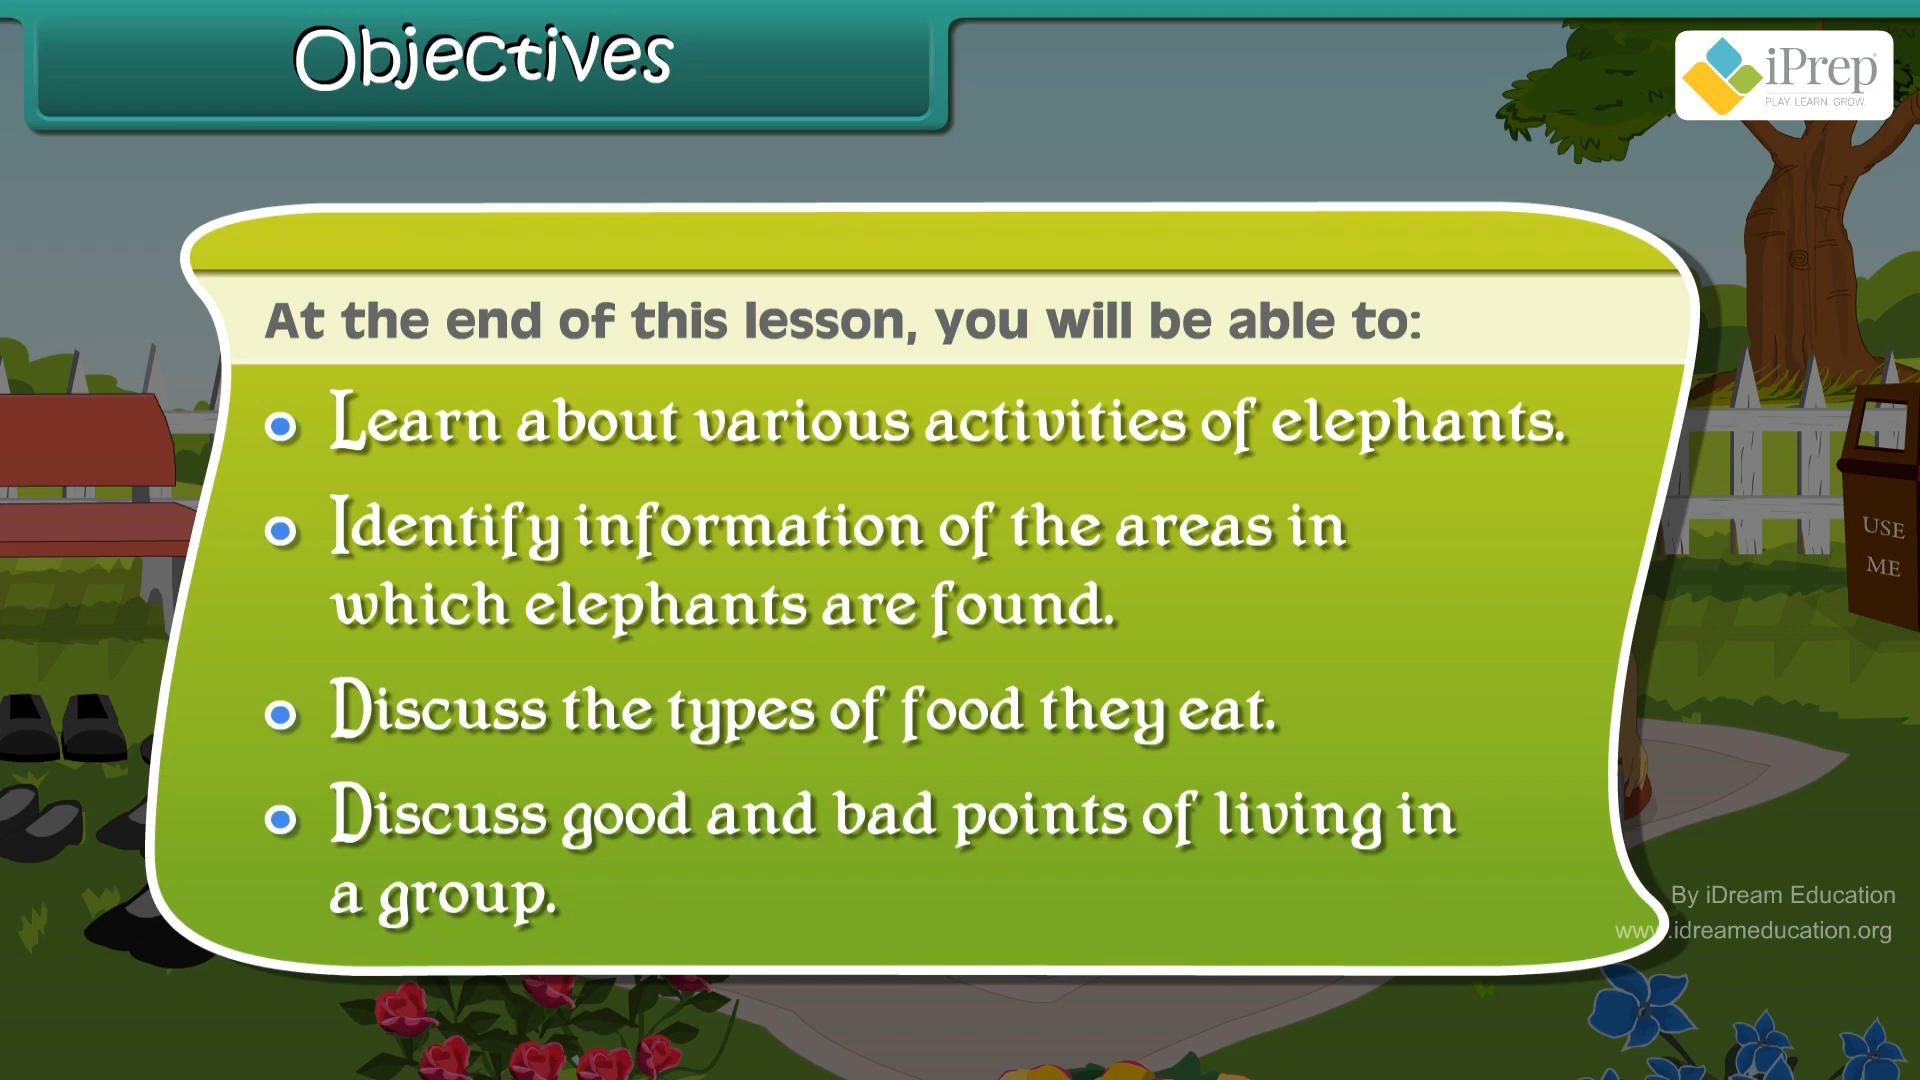 Objectives
iPrep
PLAY. LEARN. GROW.
At the end of this lesson, you will be able to:
Learn about various activities of elephants.
Identify information of the areas in
which elephants are found.
Discuss the types of food they eat.
Discuss good and bad points of living in
a group.
USE
ME
By iDream Education
www.idreameducation.org